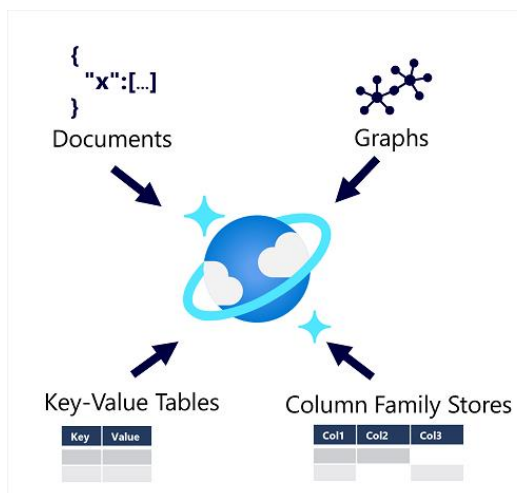 {
"x":[...]
}
Documents
Graphs
Key-Value Tables
Key Value
Column Family Stores
Col1 Col2 Col3